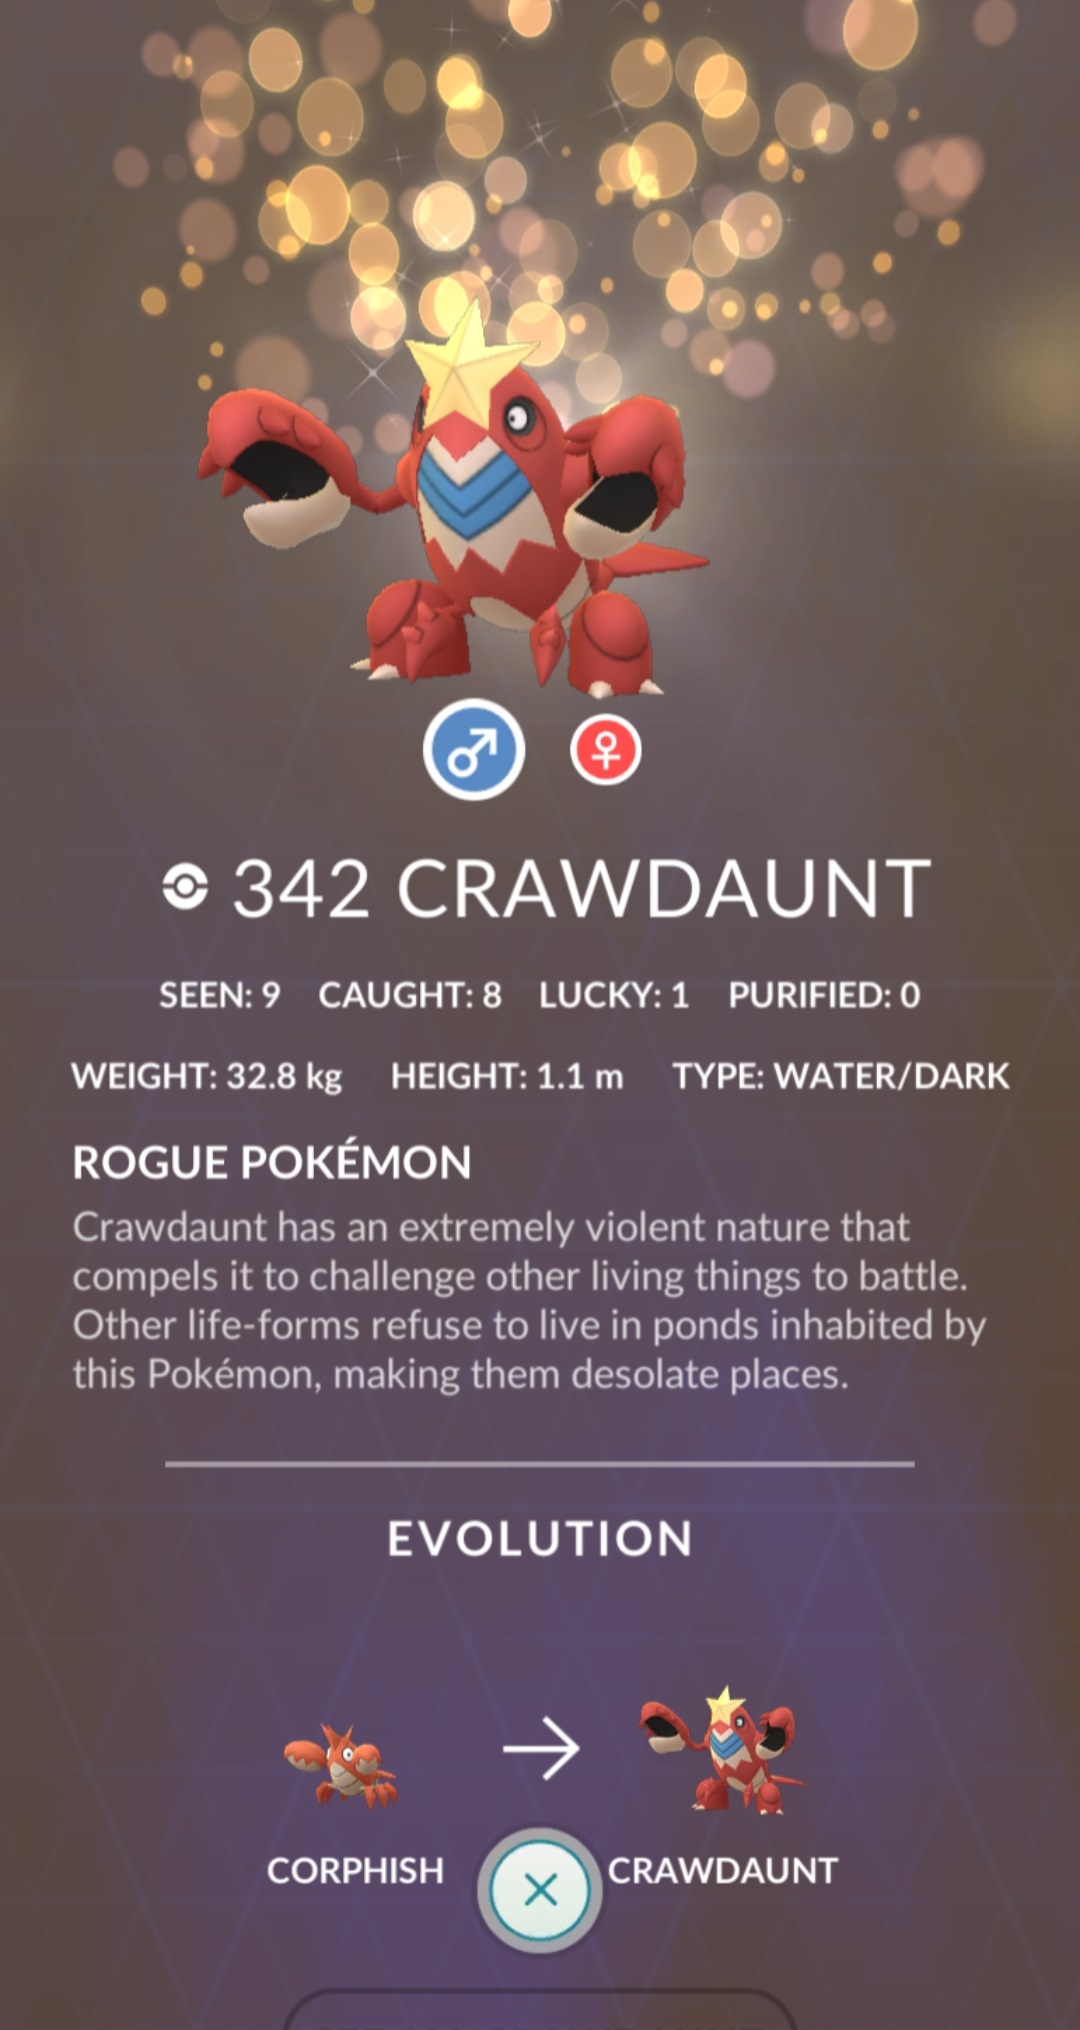 342 CRAWDAUNT
SEEN: 9 CAUGHT: 8 LUCKY: 1 PURIFIED: 0
WEIGHT: 32.8 kg HEIGHT: 1.1 m TYPE: WATER/DARK
ROGUE POKÉMON
Crawdaunt has an extremely violent nature that
compels it to challenge other living things to battle.
Other life-forms refuse to live in ponds inhabited by
this Pokémon, making them desolate places.
EVOLUTION
CORPHISH CRAWDAUNT